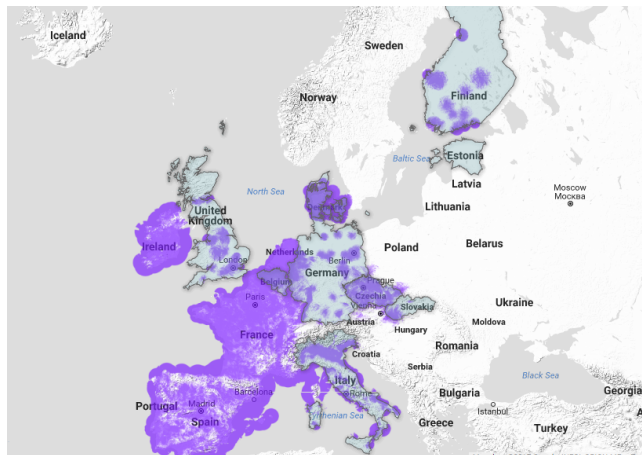 Iceland
Sweden
Norway
Finland
Estonia
Baltic Sea
Latvia
Moscow
Москва
Lithuania
North Sea
Denmark
United
Kingdom
Ireland
London
Netherlands
Berlin
Poland
Belarus
Germany
Belgium
Prague
Czechia
Paris
Vienna
Slovakia
Ukraine
France
Austria
Hungary
Moldova
Romania
Croatia
Serbia
Black Sea
Italy
Rome
Bulgaria
Georgia
Barcelona
Portugal
Madrid
Spain
Tyrrhenian Sea
Istanbul
Greece
Turkey